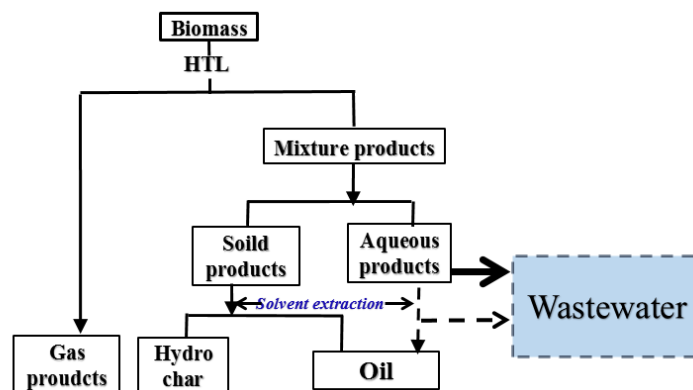 Biomass
HTL
Mixture products
Soild
products
Aqueous
products
Wastewater
Solvent extraction
Gas
proudcts
Hydro
char
Oil